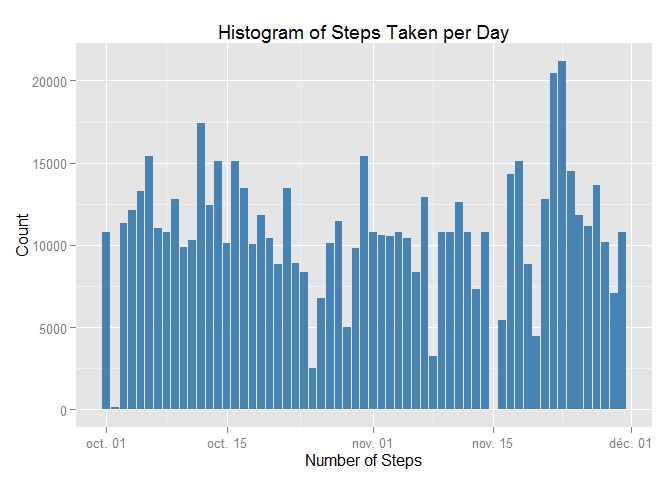 Histogram of Steps Taken per Day
Count
20000
15000
10000
5000
0
oct. 01 oct. 15 nov. 01 nov. 15 déc. 01
Number of Steps